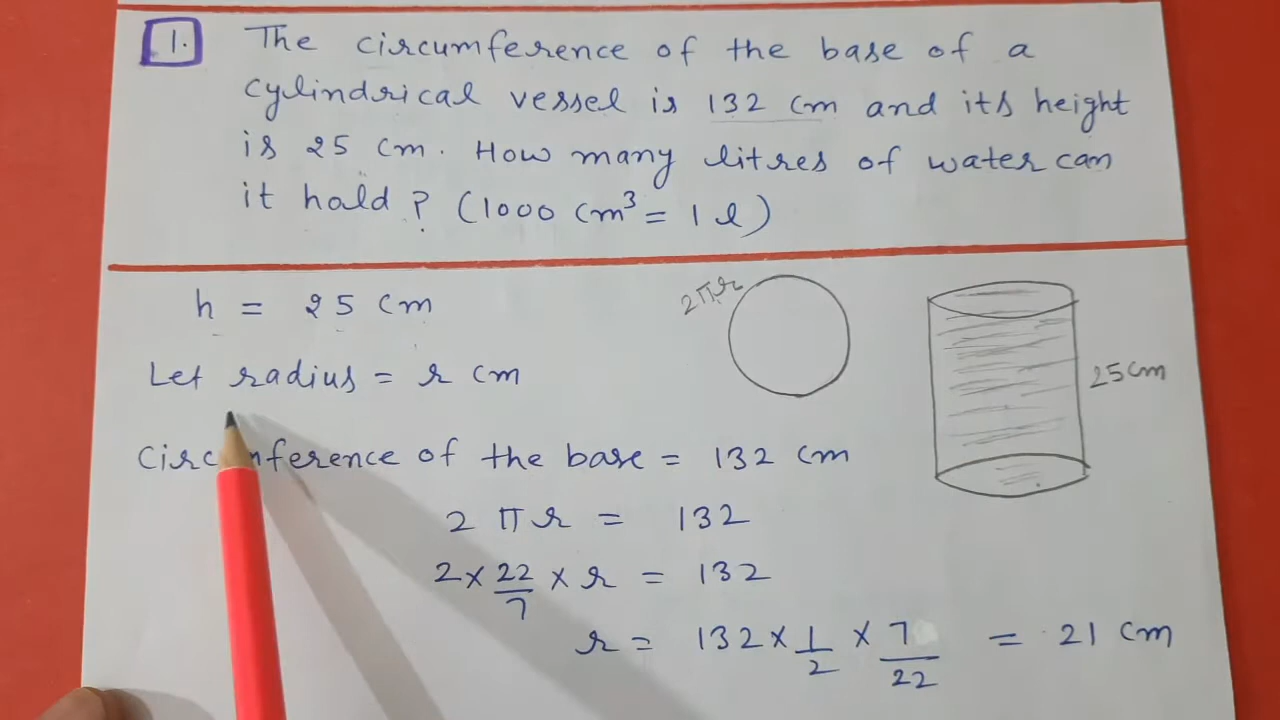 1. The circumference of the base of a
cylindrical vessel is 132 cm and its height
is 25 cm. How many litres of water can
it hold? (1000 cm³ = 1 l)
h = 25 cm
2πr
25 cm
Let radius = r cm
Circumference of the base = 132 cm
2 π r = 132
2 × 22/7 × r = 132
r = 132 × 1/2 × 7/22 = 21 cm